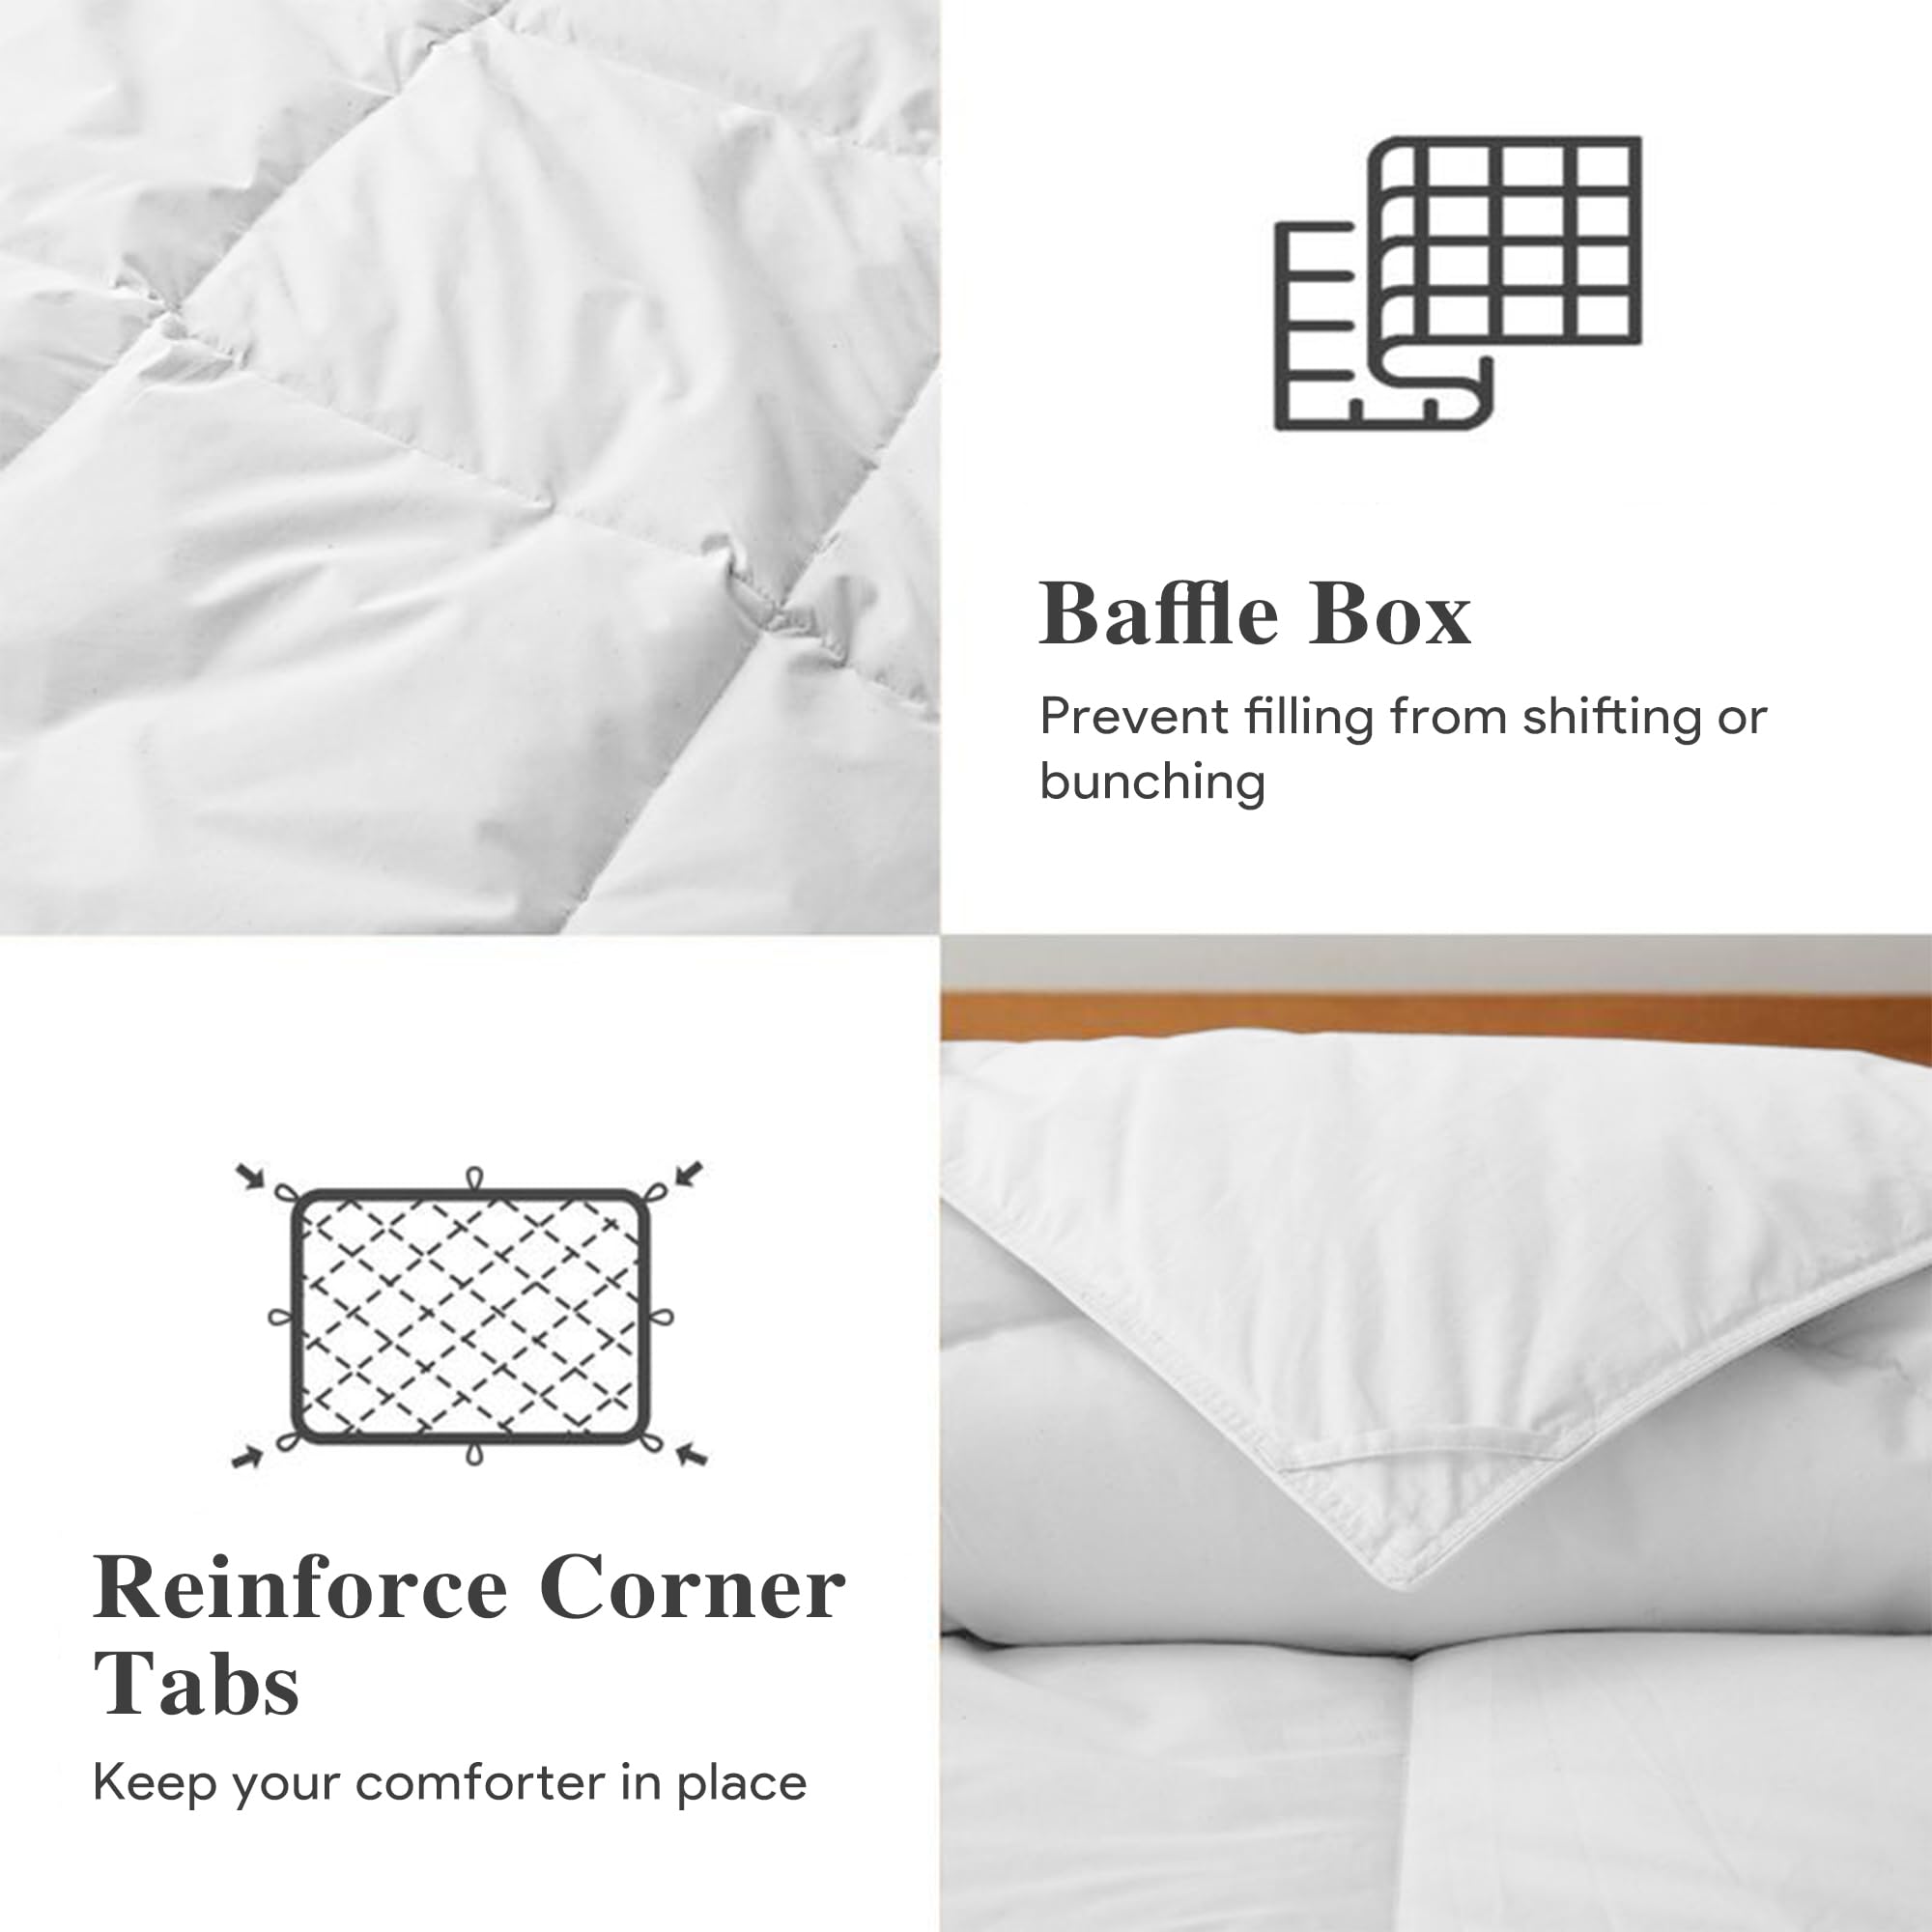 Baffle Box
Prevent filling from shifting or
bunching
Reinforce Corner
Tabs
Keep your comforter in place